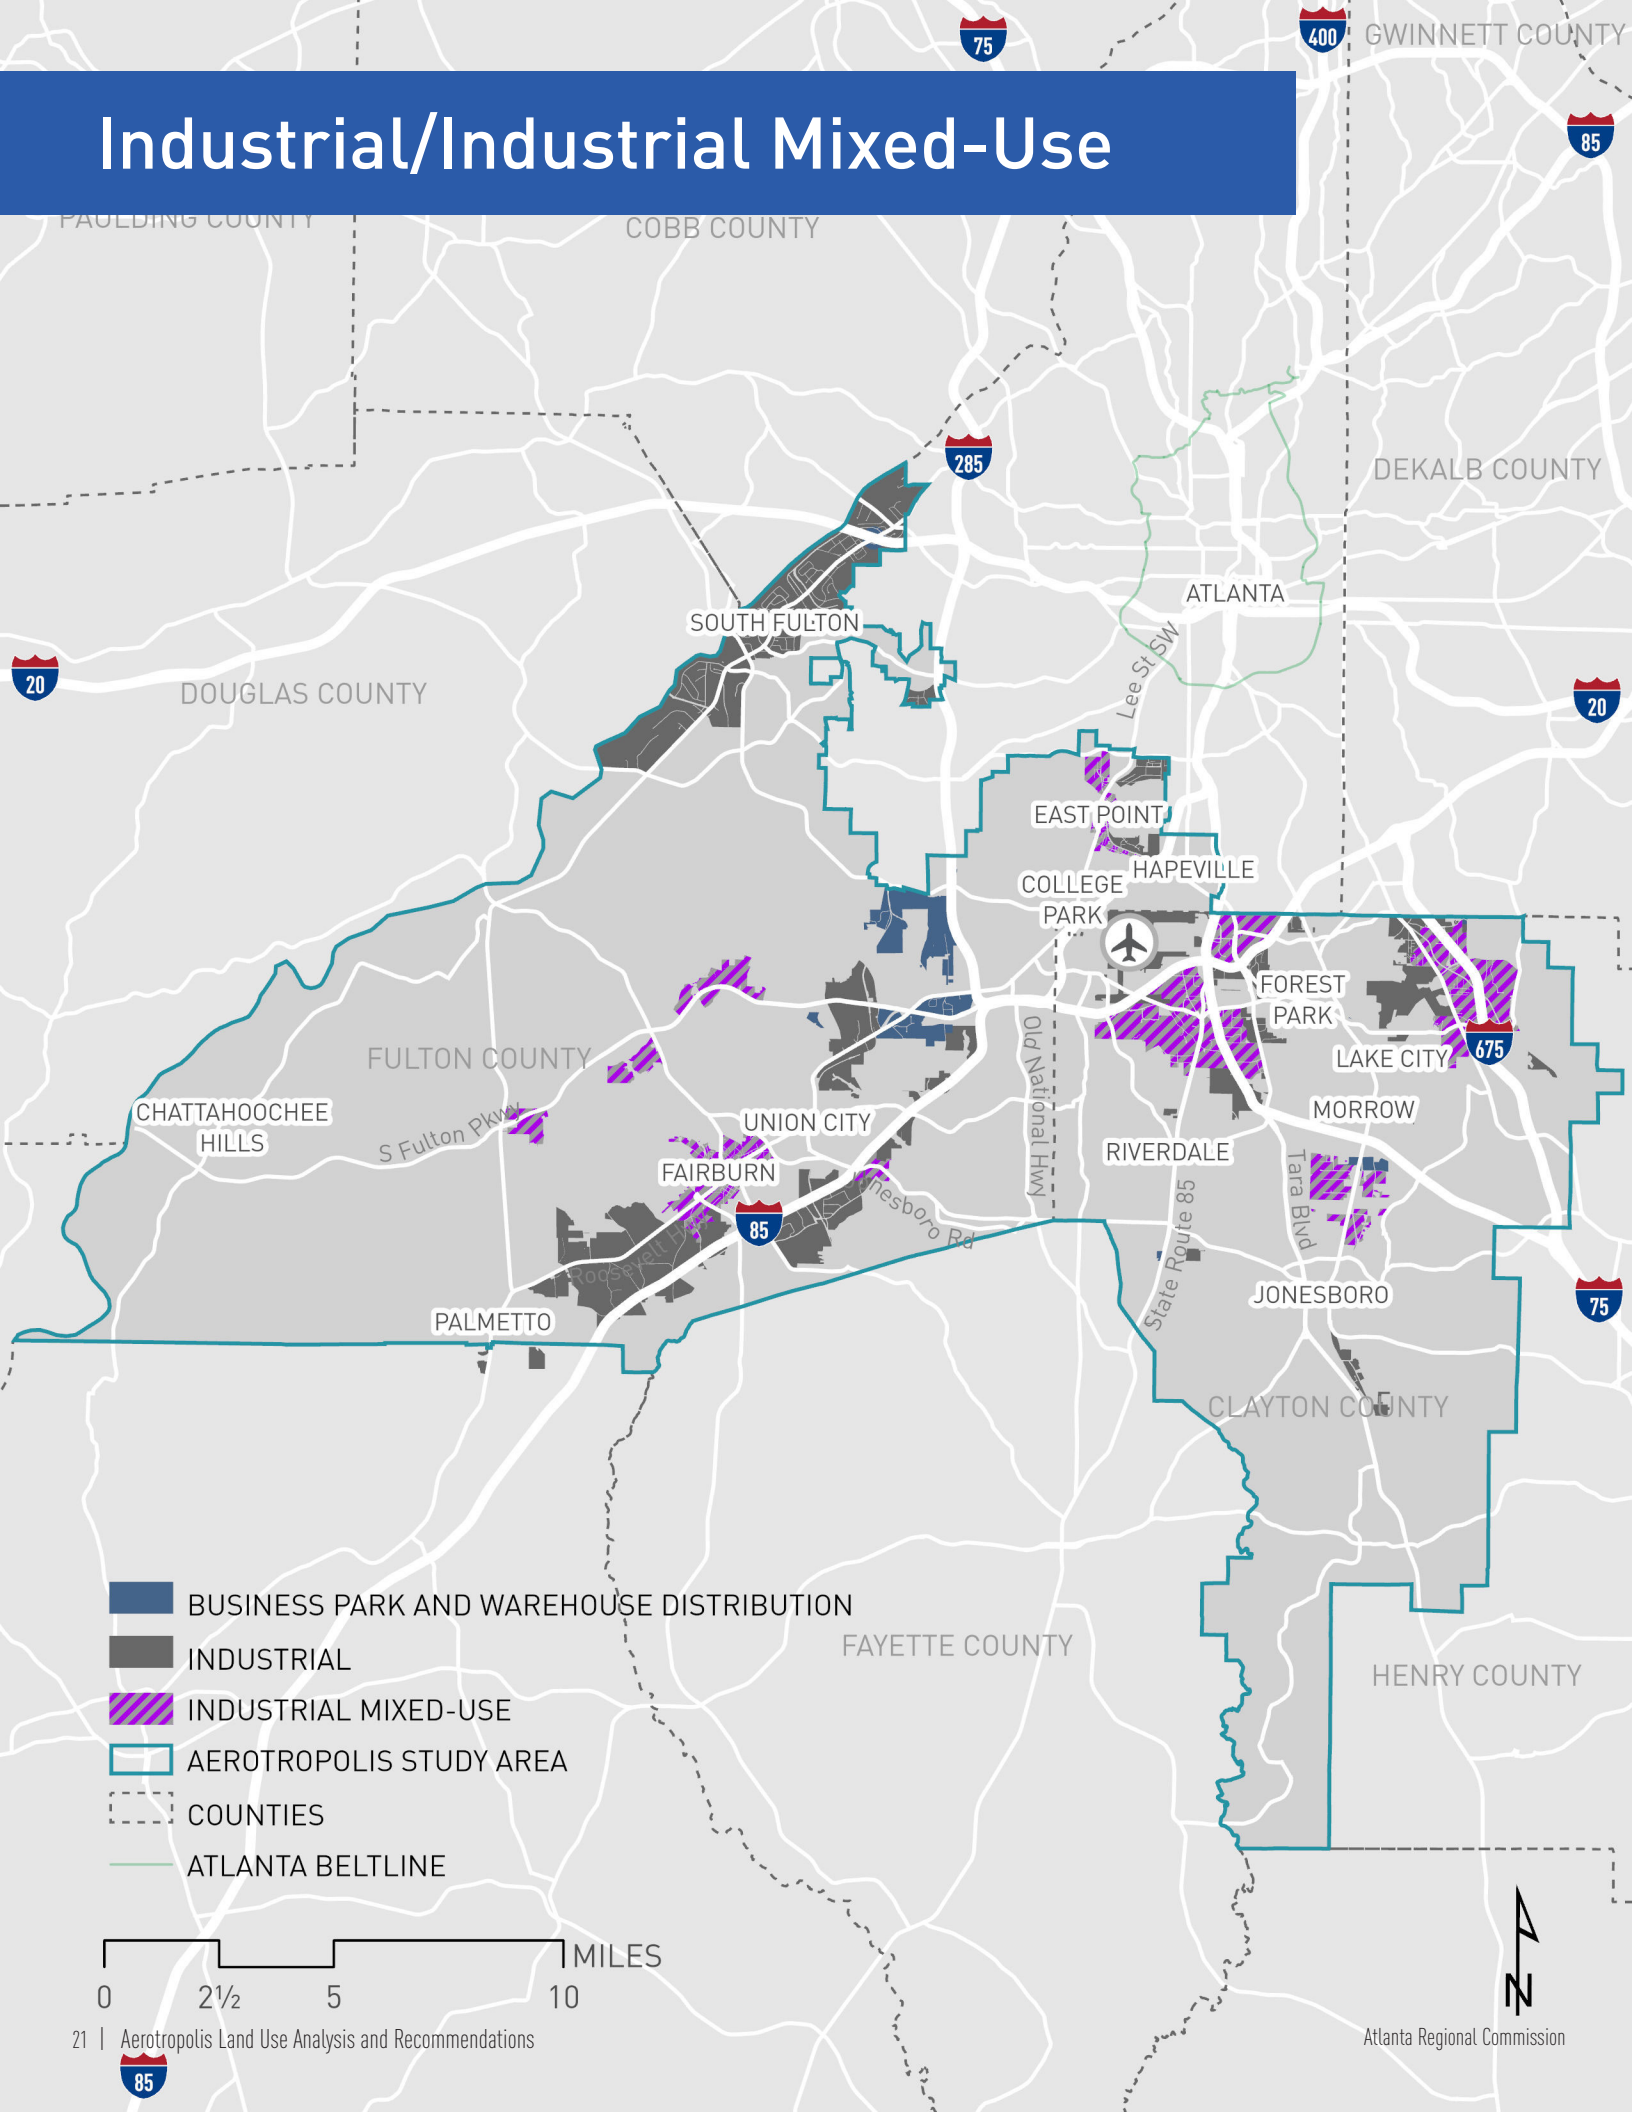 75
400
GWINNETT COUNTY
85
Industrial/Industrial Mixed-Use
PAULDING COUNTY
COBB COUNTY
285
DEKALB COUNTY
ATLANTA
SOUTH FULTON
Lee St SW
20
DOUGLAS COUNTY
20
EAST POINT
HAPEVILLE
COLLEGE
PARK
FOREST
PARK
Old National Hwy
675
LAKE CITY
FULTON COUNTY
CHATTAHOOCHEE
HILLS
S Fulton Pkwy
UNION CITY
MORROW
FAIRBURN
RIVERDALE
Tara Blvd
State Route 85
nesboro Rd
85
Roosevelt H
JONESBORO
75
PALMETTO
CLAYTON COUNTY
BUSINESS PARK AND WAREHOUSE DISTRIBUTION
INDUSTRIAL
INDUSTRIAL MIXED-USE
AEROTROPOLIS STUDY AREA
COUNTIES
ATLANTA BELTLINE
FAYETTE COUNTY
HENRY COUNTY
MILES
0 2½ 5 10
N
21 | Aerotropolis Land Use Analysis and Recommendations
Atlanta Regional Commission
85